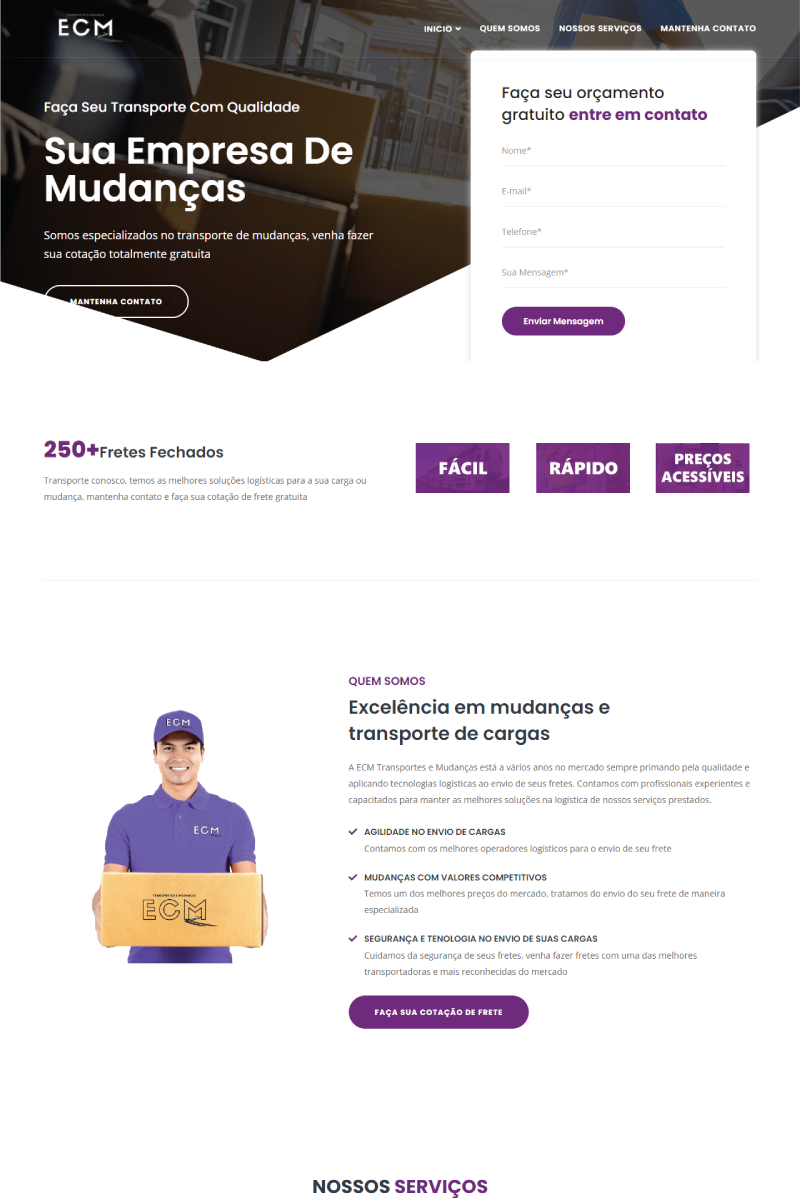 ECM
INICIO
QUEM SOMOS
NOSSOS SERVIÇOS
MANTENHA CONTATO
Faça Seu Transporte Com Qualidade
Sua Empresa De
Mudanças
Somos especializados no transporte de mudanças, venha fazer
sua cotação totalmente gratuita
MANTENHA CONTATO
Faça seu orçamento
gratuito entre em contato
Nome*
E-mail*
Telefone*
Sua Mensagem*
Enviar Mensagem
250+Fretes Fechados
Transporte conosco, temos as melhores soluções logísticas para a sua carga ou
mudança, mantenha contato e faça sua cotação de frete gratuita
FÁCIL
RÁPIDO
PREÇOS
ACESSÍVEIS
QUEM SOMOS
Excelência em mudanças e
transporte de cargas
A ECM Transportes e Mudanças está a vários anos no mercado sempre primando pela qualidade e
aplicando tecnologias logísticas ao envio de seus fretes. Contamos com profissionais experientes e
capacitados para manter as melhores soluções na logística de nossos serviços prestados.
AGILIDADE NO ENVIO DE CARGAS
Contamos com os melhores operadores logísticos para o envio de seu frete
MUDANÇAS COM VALORES COMPETITIVOS
Temos um dos melhores preços do mercado, tratamos do envio do seu frete de maneira
especializada
SEGURANÇA E TENOLOGIA NO ENVIO DE SUAS CARGAS
Cuidamos da segurança de seus fretes. venha fazer fretes com uma das melhores
transportadoras e mais reconhecidas do mercado
FAÇA SUA COTAÇÃO DE FRETE
ECM
ECM
TRANSPORTES E MUDANÇAS
ECM
NOSSOS SERVIÇOS